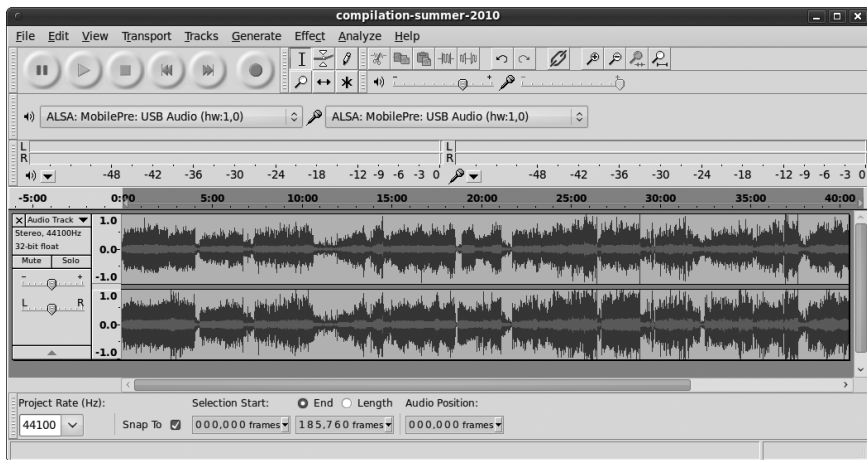 compilation-summer-2010
File Edit View Transport Tracks Generate Effect Analyze Help
ALSA: MobilePre: USB Audio (hw:1,0) ALSA: MobilePre: USB Audio (hw:1,0)
L L
R R
-48 -42 -36 -30 -24 -18 -12 -9 -6 -3 0 -48 -42 -36 -30 -24 -18 -12 -9 -6 -3 0
-5:00 0:00 5:00 10:00 15:00 20:00 25:00 30:00 35:00 40:00
Audio Track 1.0
Stereo, 44100Hz
32-bit float 0.0
Mute Solo
- + -1.0
1.0
L R
0.0
-1.0
Project Rate (Hz): Selection Start: End Length Audio Position:
44100 Snap To 000,000 frames 185,760 frames 000,000 frames